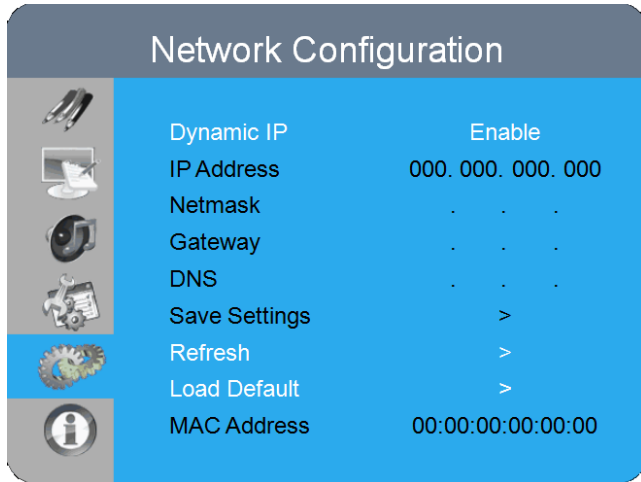 Network Configuration
Dynamic IP Enable
IP Address 000. 000. 000. 000
Netmask . . .
Gateway . . .
DNS . . .
Save Settings >
Refresh >
Load Default >
MAC Address 00:00:00:00:00:00